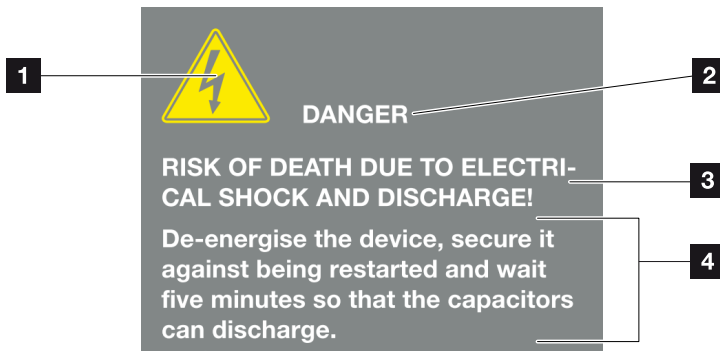 1
2
DANGER
RISK OF DEATH DUE TO ELECTRI-
CAL SHOCK AND DISCHARGE!
3
De-energise the device, secure it
against being restarted and wait
five minutes so that the capacitors
can discharge.
4